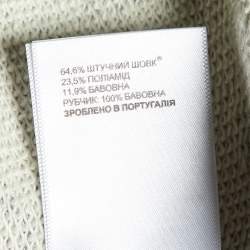 64,6% ШТУЧНИЙ ШОВК®
23,5% ПОЛІАМІД
11,9% БАВОВНА
РУБЧИК: 100% БАВОВНА
ЗРОБЛЕНО В ПОРТУГАЛІЯ